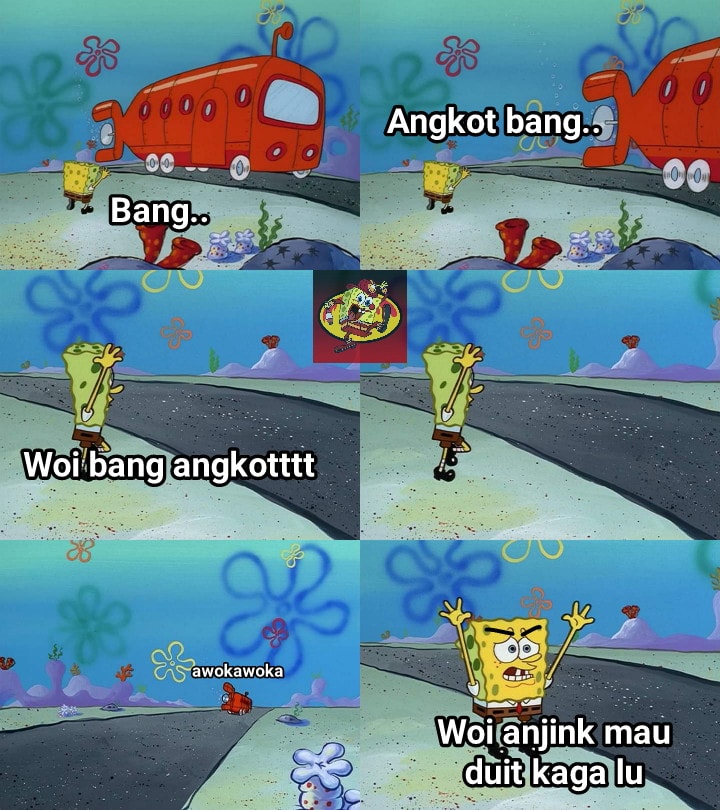 Bang..
Angkot bang..
Woi bang angkotttt
awokawoka
Woi anjink mau
duit kaga lu